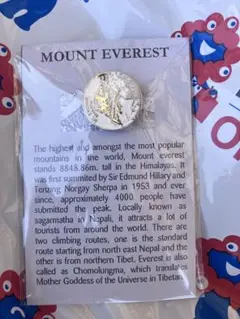 MOUNT EVEREST
The highest and amongst the most popular
mountains in the world, Mount everest
stands 8848.86m. tall in the Himalayas. It
was first summited by Sir Edmund Hillary and
Tenzing Norgay Sherpa in 1953 and ever
since, approximately 4000 people have
submitted the peak. Locally known as
sagamsatha in Nepali, it attracts a lot of
tourists from around the world. There are
two climbing routes, one is the standard
route starting from north east Nepal and the
other is from northern Tibet. Everest is also
called as Chomolungma, which translates
Mother Goddess of the Universe in Tibetan.